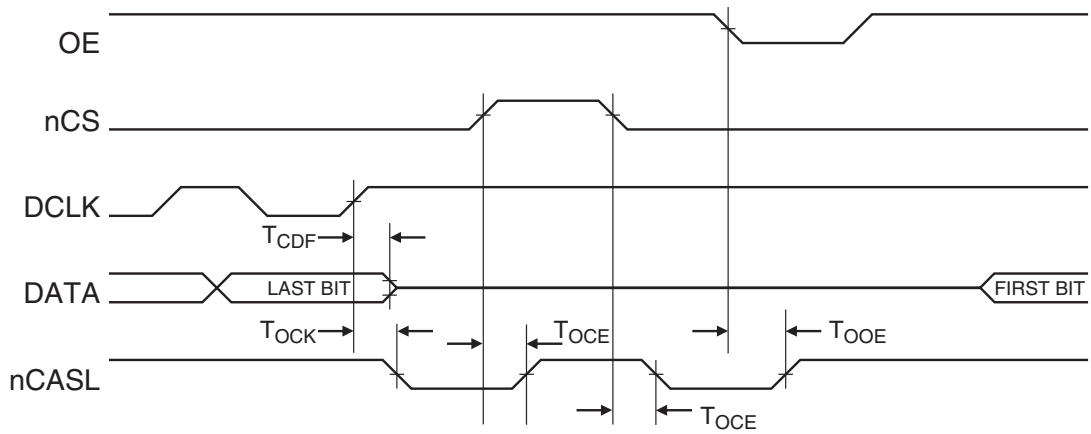 OE
nCS
DCLK
TCDF
DATA
LAST BIT
FIRST BIT
TOCK
TOCE
TOOE
nCASL
TOCE